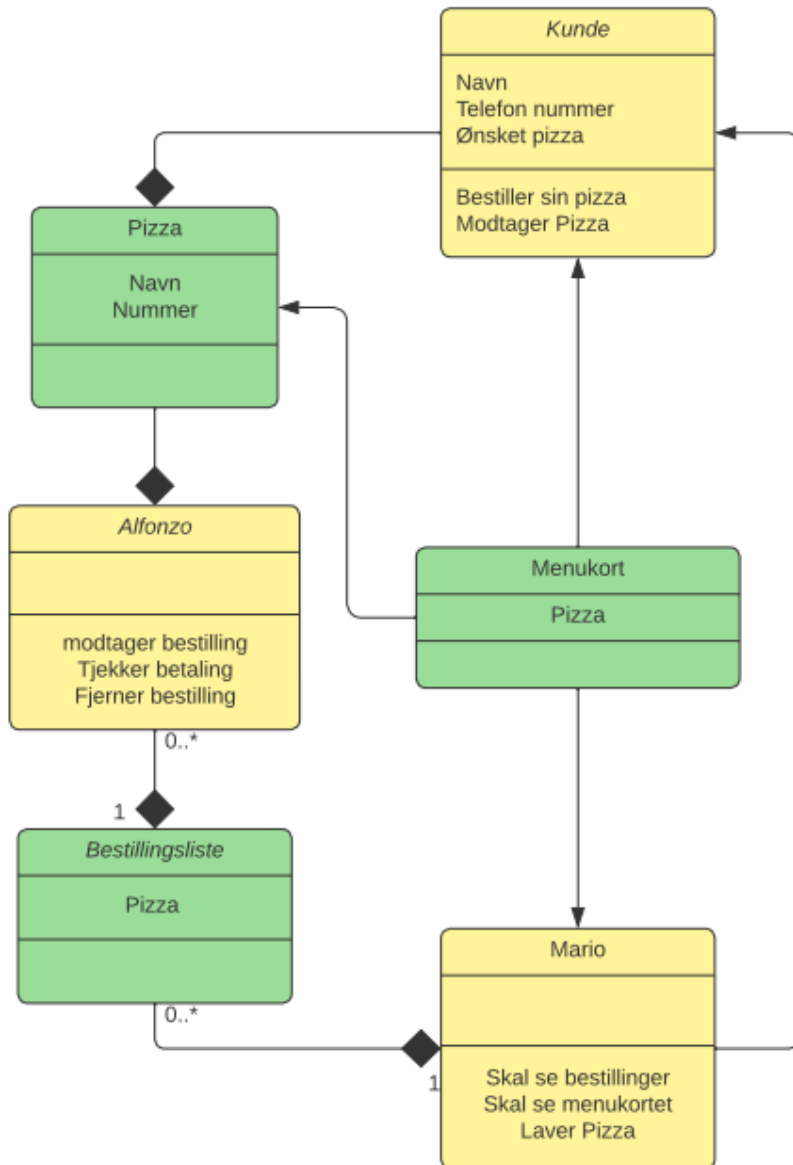 Kunde
Navn
Telefon nummer
Ønsket pizza
Bestiller sin pizza
Modtager Pizza
Pizza
Navn
Nummer
Alfonzo
modtager bestilling
Tjekker betaling
Fjerner bestilling
0..*
1
Menukort
Pizza
Bestillingsliste
Pizza
0..*
1
Mario
Skal se bestillinger
Skal se menukortet
Laver Pizza